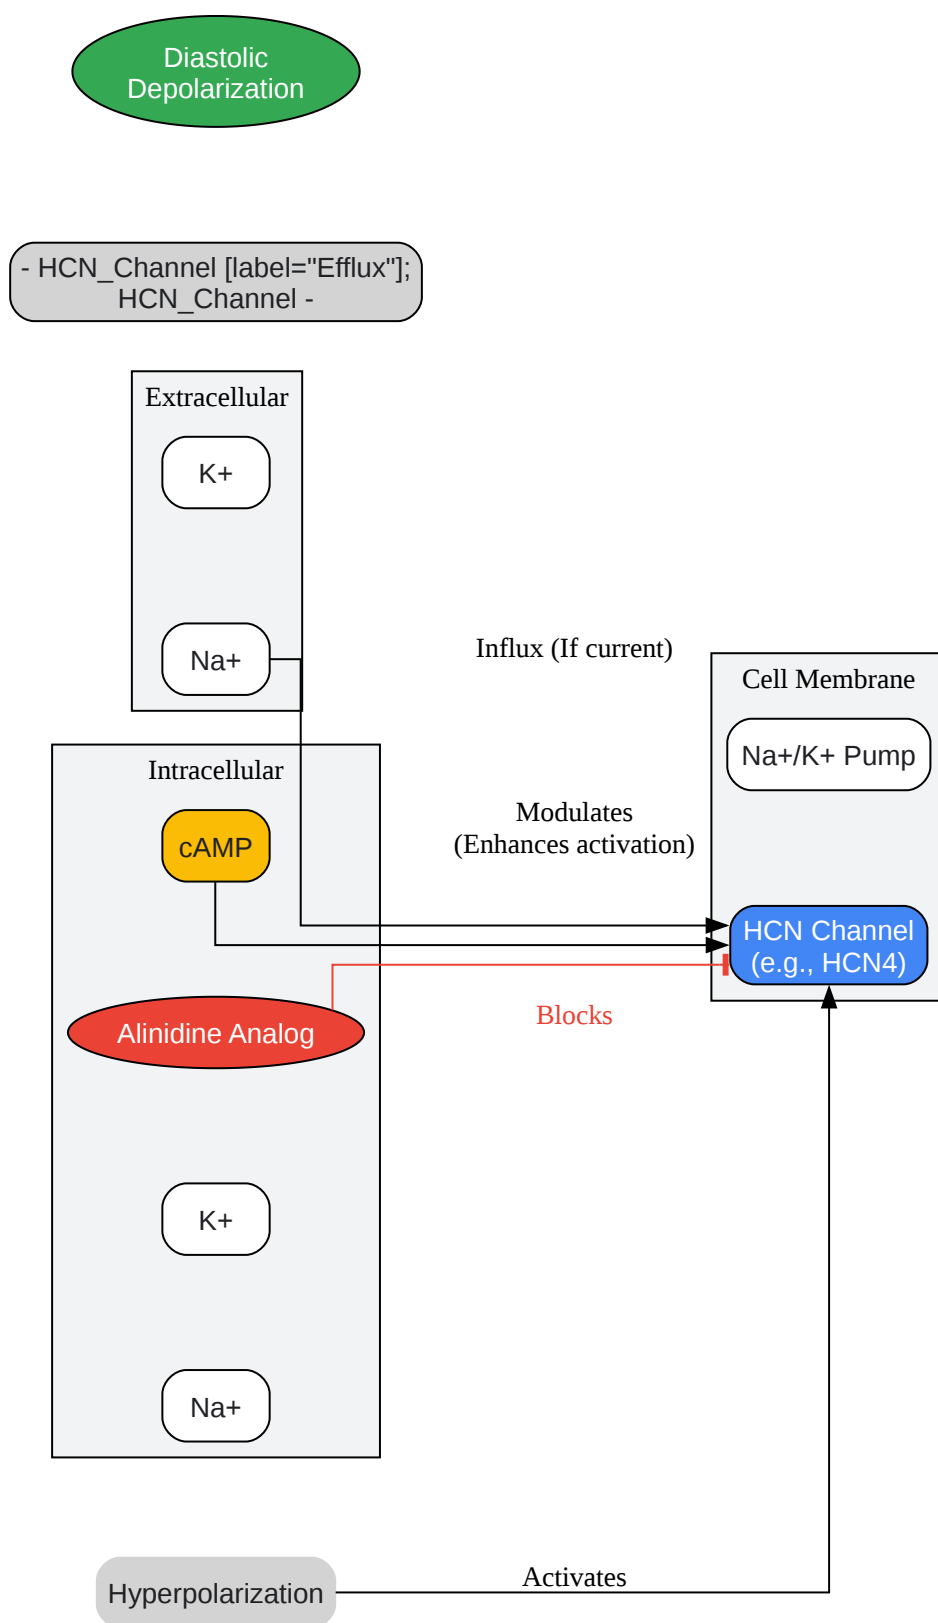 Diastolic
Depolarization
- HCN_Channel [label="Efflux"];
HCN_Channel -
Extracellular
K+
Na+
Influx (If current)
Cell Membrane
Na+/K+ Pump
Intracellular
cAMP
Modulates
(Enhances activation)
HCN Channel
(e.g., HCN4)
Alinidine Analog
Blocks
K+
Na+
Hyperpolarization
Activates